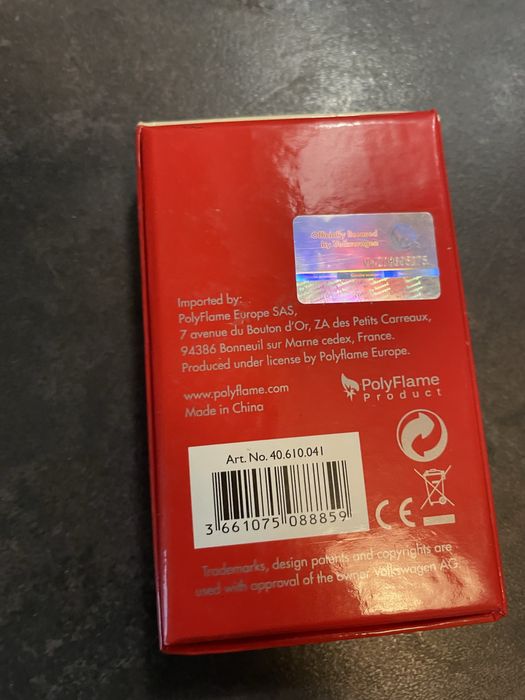 Officially licensed
by Volkswagen
Imported by:
PolyFlame Europe SAS,
7 avenue du Bouton d'Or, ZA des Petits Carreaux,
94386 Bonneuil sur Marne cedex, France.
Produced under license by Polyflame Europe.
www.polyflame.com
Made in China
PolyFlame
Product
Art. No. 40.610.041
3 661075 088859
CE
Trademarks, design patents and copyrights are
used with approval of the owner Volkswagen AG.